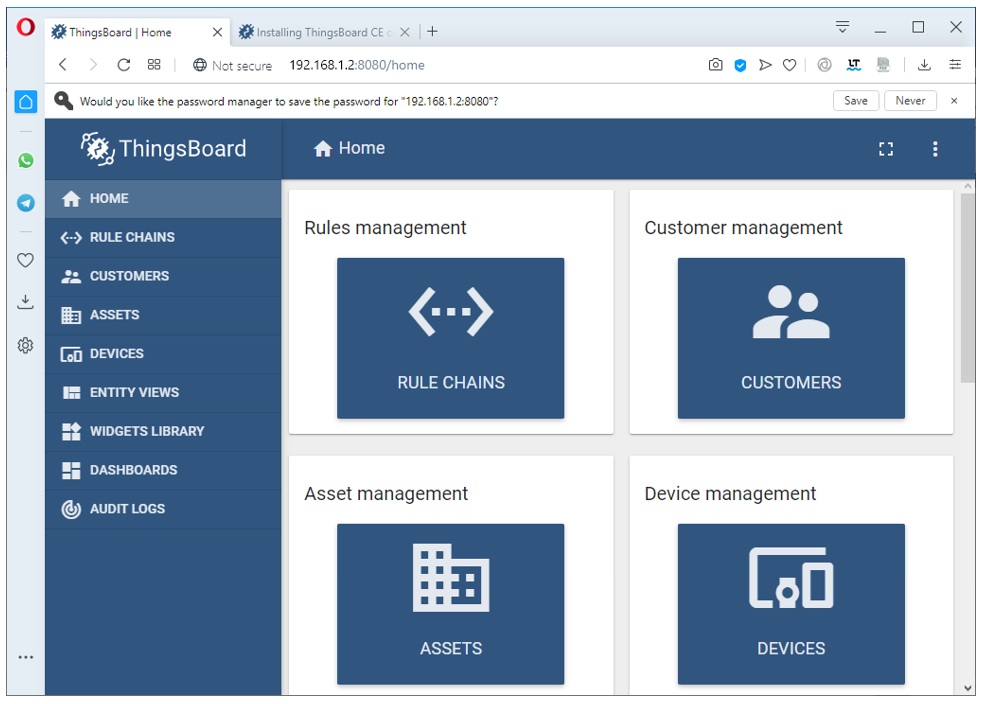 ThingsBoard | Home
Installing ThingsBoard CE o
Not secure 192.168.1.2:8080/home
LT
Would you like the password manager to save the password for "192.168.1.2:8080"?
Save
Never
ThingsBoard
Home
HOME
RULE CHAINS
CUSTOMERS
ASSETS
DEVICES
ENTITY VIEWS
WIDGETS LIBRARY
DASHBOARDS
AUDIT LOGS
Rules management
RULE CHAINS
Customer management
CUSTOMERS
Asset management
ASSETS
Device management
DEVICES